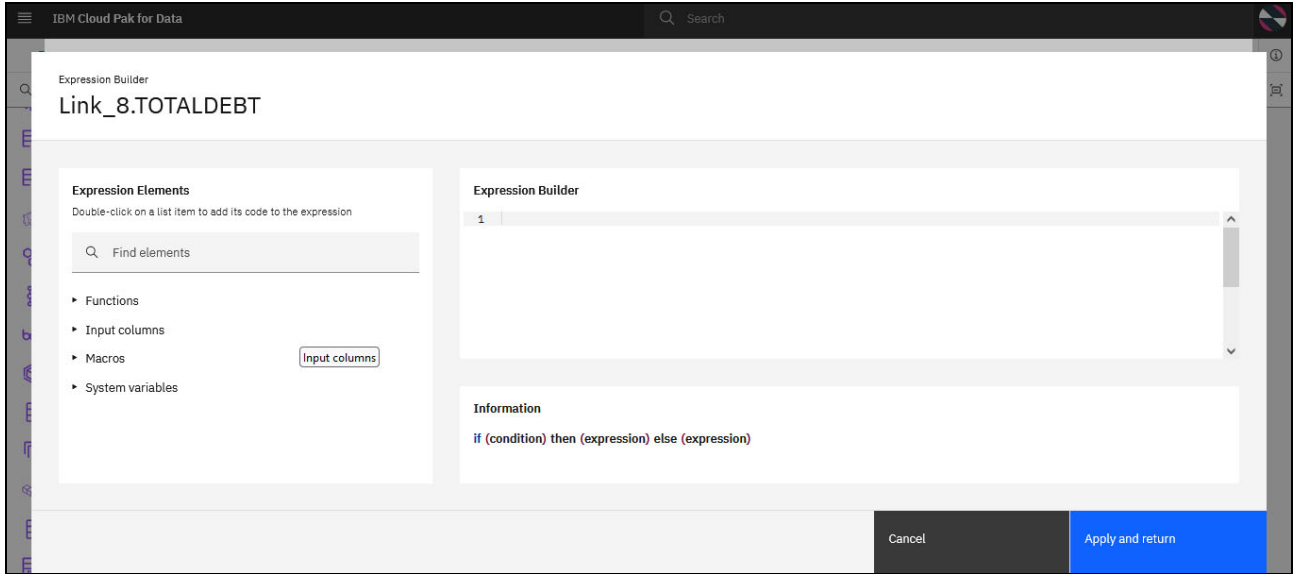 IBM Cloud Pak for Data
Search
Expression Builder
Link_8.TOTALDEBT
Expression Elements
Double-click on a list item to add its code to the expression
Find elements
Functions
Input columns
Macros
Input columns
System variables
Expression Builder
1
Information
if (condition) then (expression) else (expression)
Cancel
Apply and return